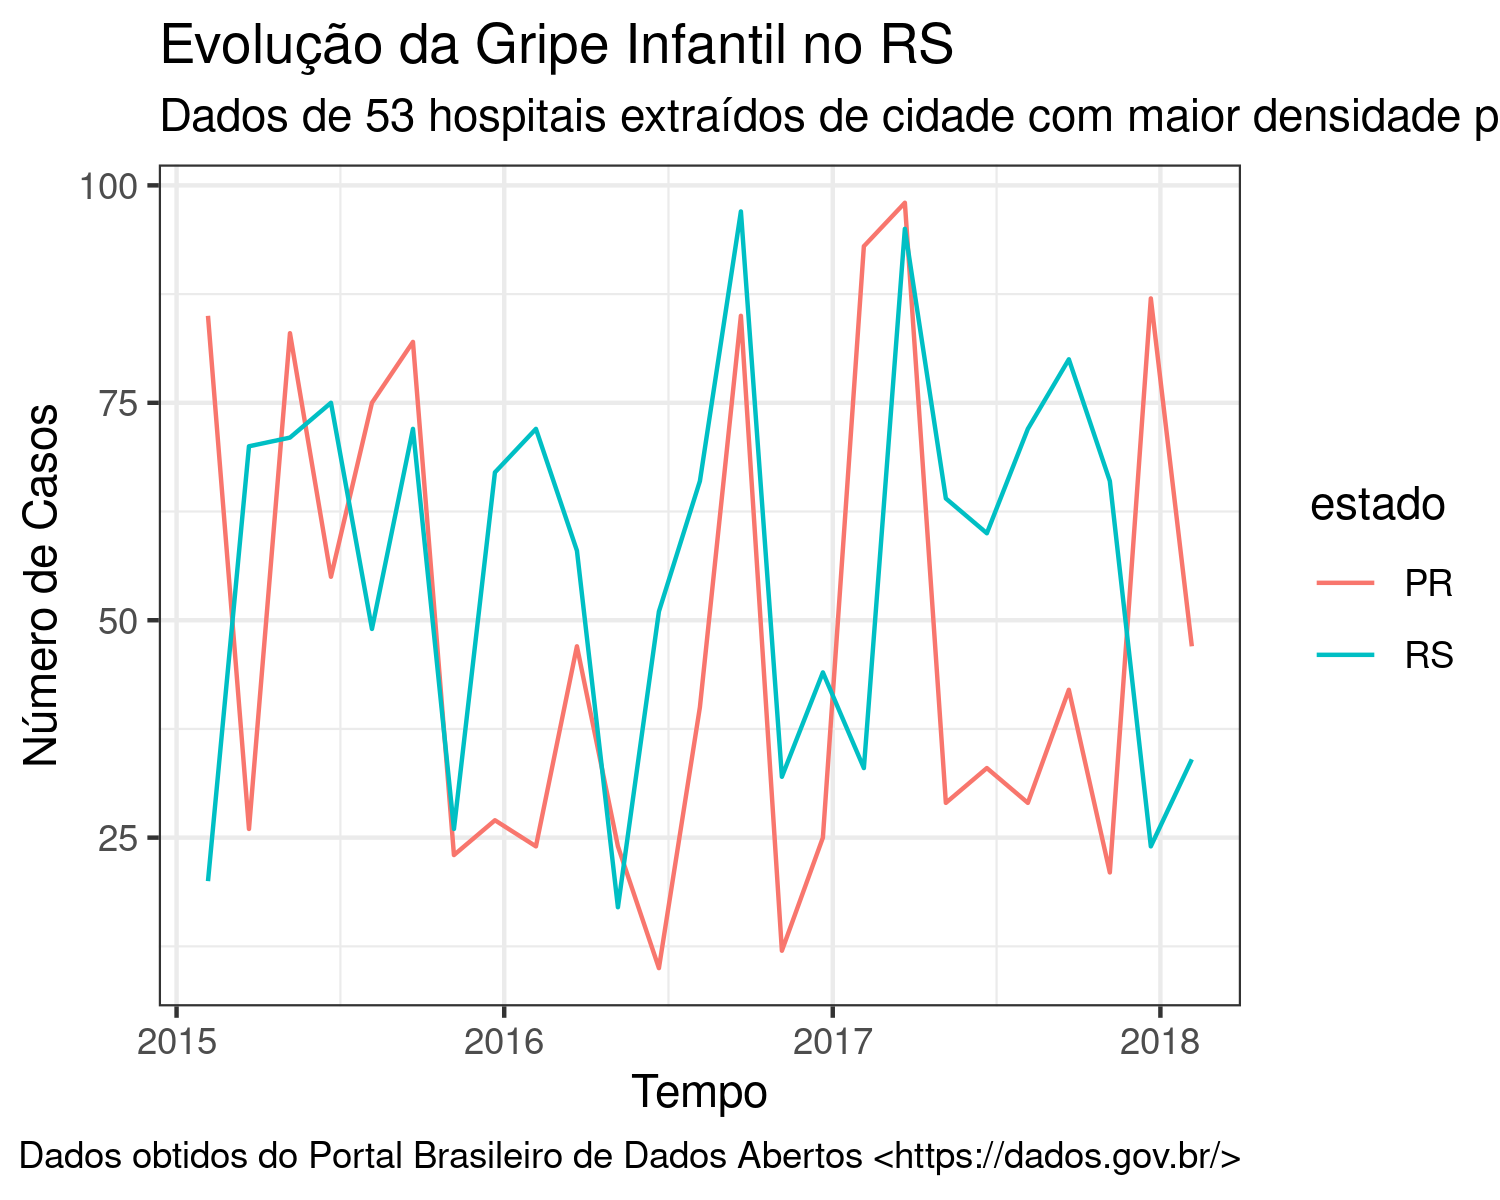 Evolução da Gripe Infantil no RS
Dados de 53 hospitais extraídos de cidade com maior densidade p
100
75
50
25
Número de Casos
2015 2016 2017 2018
Tempo
estado
PR
RS
Dados obtidos do Portal Brasileiro de Dados Abertos <https://dados.gov.br/>